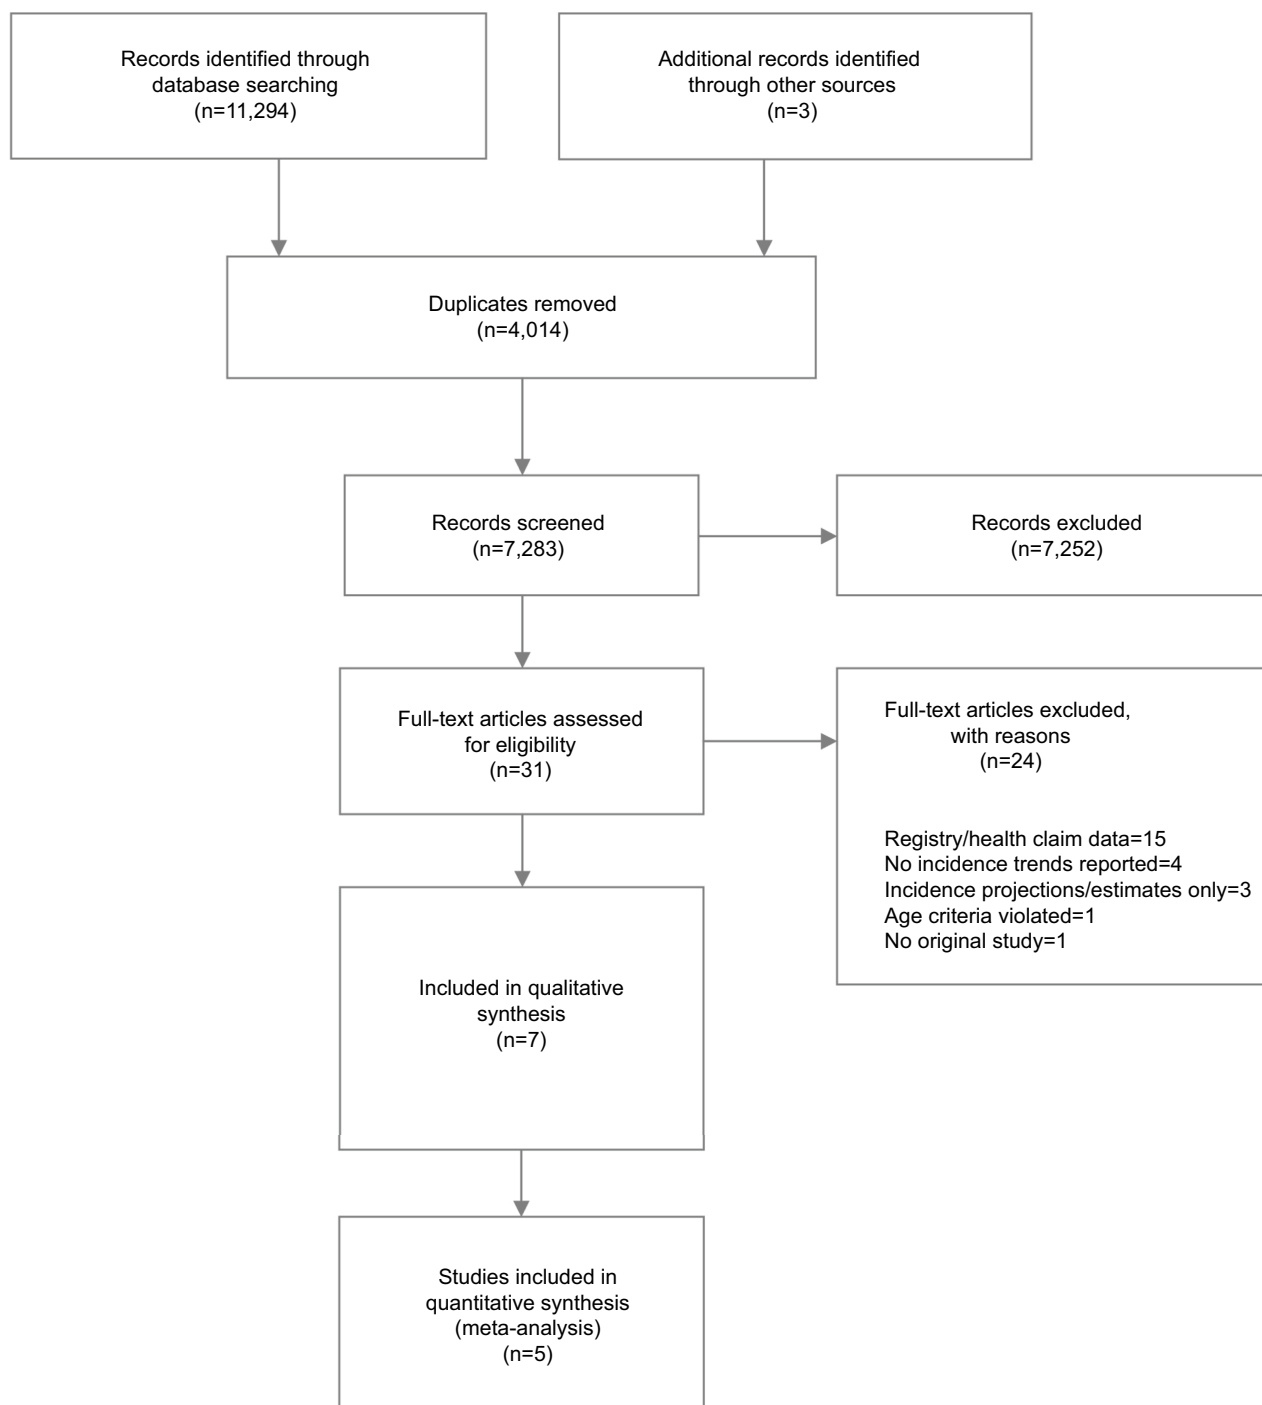 Records identified through
database searching
(n=11,294)
Additional records identified
through other sources
(n=3)
Duplicates removed
(n=4,014)
Records screened
(n=7,283)
Records excluded
(n=7,252)
Full-text articles assessed
for eligibility
(n=31)
Full-text articles excluded,
with reasons
(n=24)
Registry/health claim data=15
No incidence trends reported=4
Incidence projections/estimates only=3
Age criteria violated=1
No original study=1
Included in qualitative
synthesis
(n=7)
Studies included in
quantitative synthesis
(meta-analysis)
(n=5)